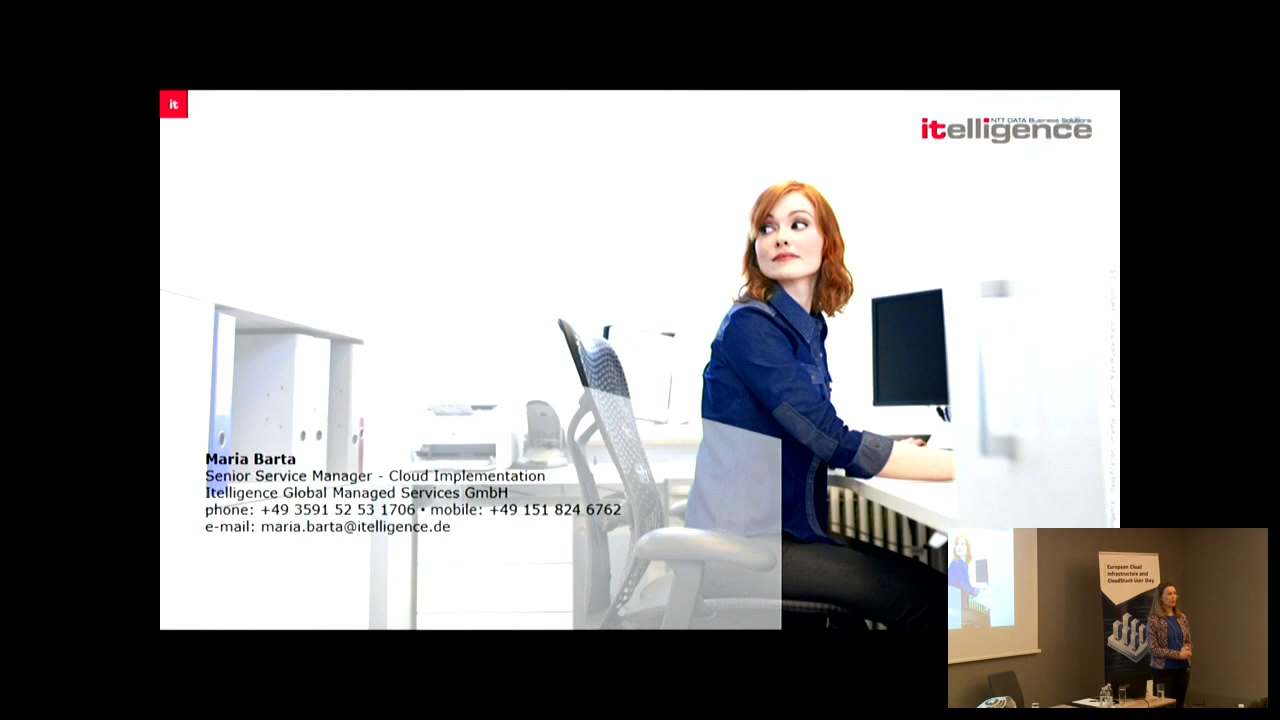 it
NTT DATA Business Solutions
itelligence
Maria Barta
Senior Service Manager - Cloud Implementation
Itelligence Global Managed Services GmbH
phone: +49 3591 52 53 1706 • mobile: +49 151 824 6762
e-mail: maria.barta@itelligence.de
European Cloud
Infrastructure and
CloudStack User Day